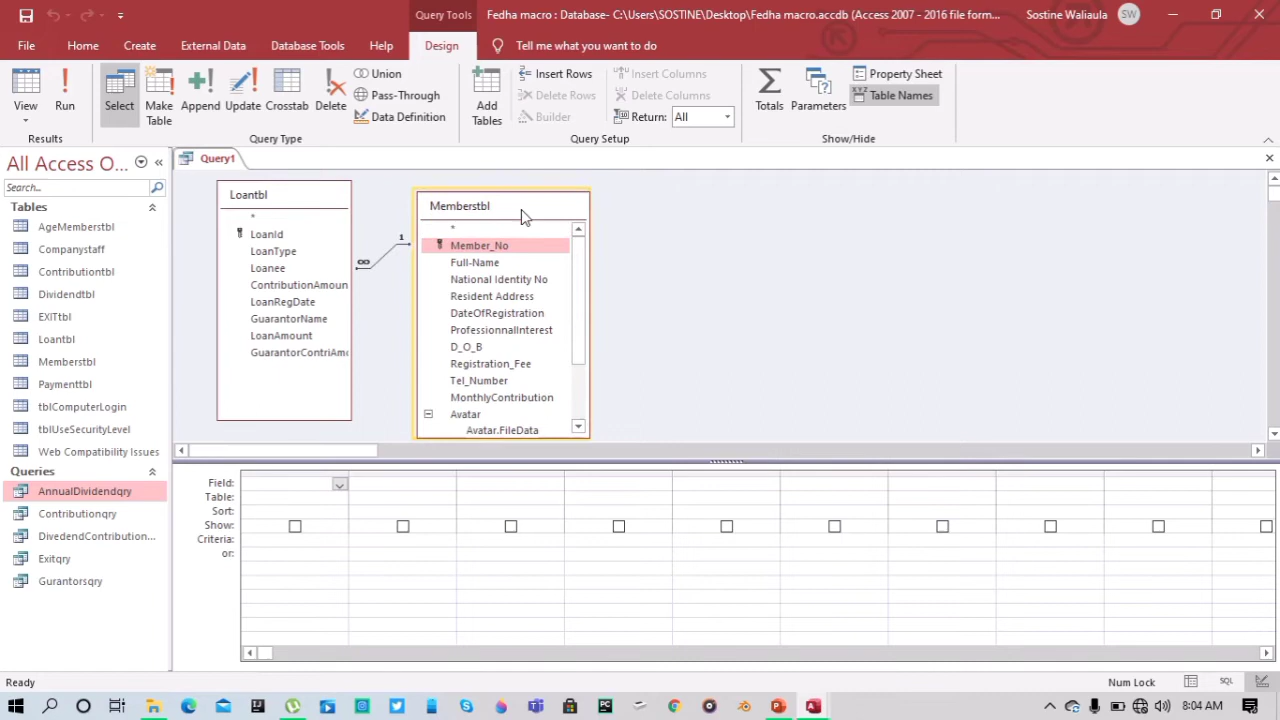 Query Tools
Fedha macro : Database- C:\Users\SOSTINE\Desktop\Fedha macro.accdb (Access 2007 - 2016 file form...
Sostine Waliaula
SW
File
Home
Create
External Data
Database Tools
Help
Design
Tell me what you want to do
View
Run
Select
Make Table
Append
Update
Crosstab
Delete
Union
Pass-Through
Data Definition
Add Tables
Insert Rows
Delete Rows
Builder
Insert Columns
Delete Columns
Return: All
Totals
Parameters
Property Sheet
Table Names
Results
Query Type
Query Setup
Show/Hide
All Access O...
Search...
Tables
AgeMemberstbl
Companystaff
Contributiontbl
Dividendtbl
EXITtbl
Loantbl
Memberstbl
Paymenttbl
tblComputerLogin
tblUseSecurityLevel
Web Compatibility Issues
Queries
AnnualDividendqry
Contributionqry
DivedendContribution...
Exitqry
Gurantorsqry
Query1
Loantbl
*
LoanId
LoanType
Loanee
ContributionAmoun
LoanRegDate
GuarantorName
LoanAmount
GuarantorContriAmo
∞
1
Memberstbl
*
Member_No
Full-Name
National Identity No
Resident Address
DateOfRegistration
ProfessionnalInterest
D_O_B
Registration_Fee
Tel_Number
MonthlyContribution
Avatar
Avatar.FileData
Field:
Table:
Sort:
Show:
Criteria:
or:
Ready
Num Lock
SQL
8:04 AM